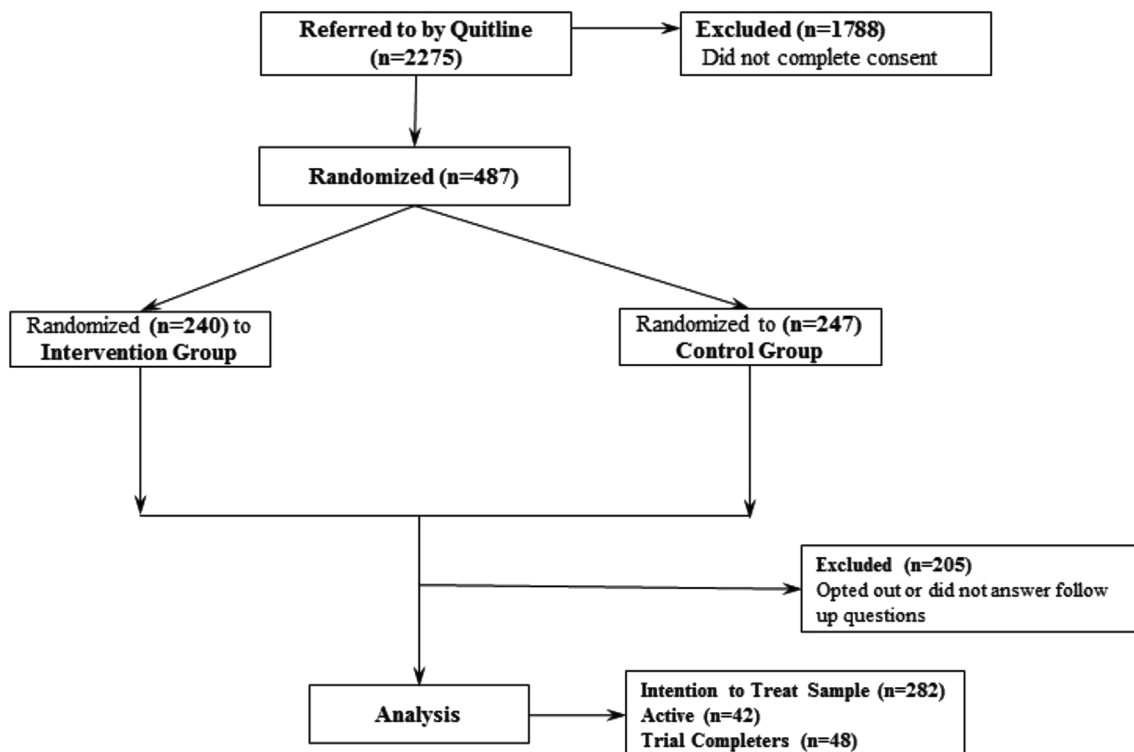 Referred to by Quitline
(n=2275)
Excluded (n=1788)
Did not complete consent
Randomized (n=487)
Randomized (n=240) to
Intervention Group
Randomized to (n=247)
Control Group
Excluded (n=205)
Opted out or did not answer follow
up questions
Analysis
Intention to Treat Sample (n=282)
Active (n=42)
Trial Completers (n=48)